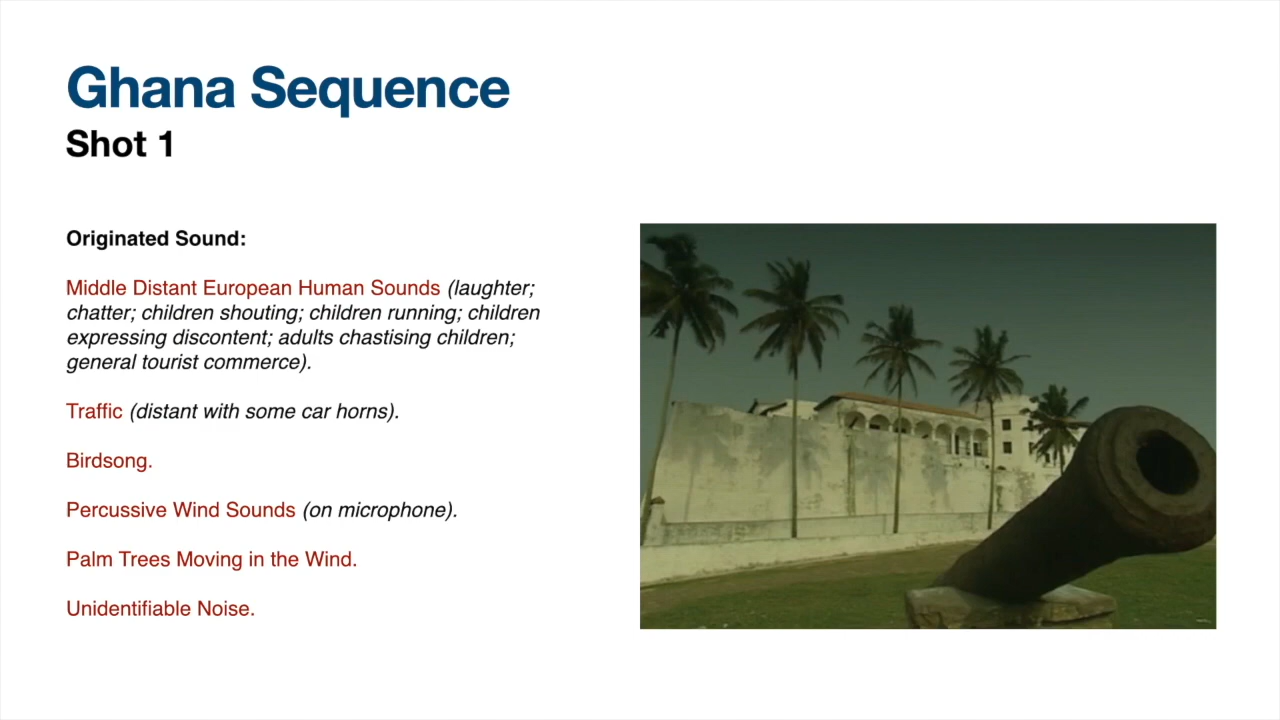 Ghana Sequence
Shot 1
Originated Sound:
Middle Distant European Human Sounds (laughter;
chatter; children shouting; children running; children
expressing discontent; adults chastising children;
general tourist commerce).
Traffic (distant with some car horns).
Birdsong.
Percussive Wind Sounds (on microphone).
Palm Trees Moving in the Wind.
Unidentifiable Noise.